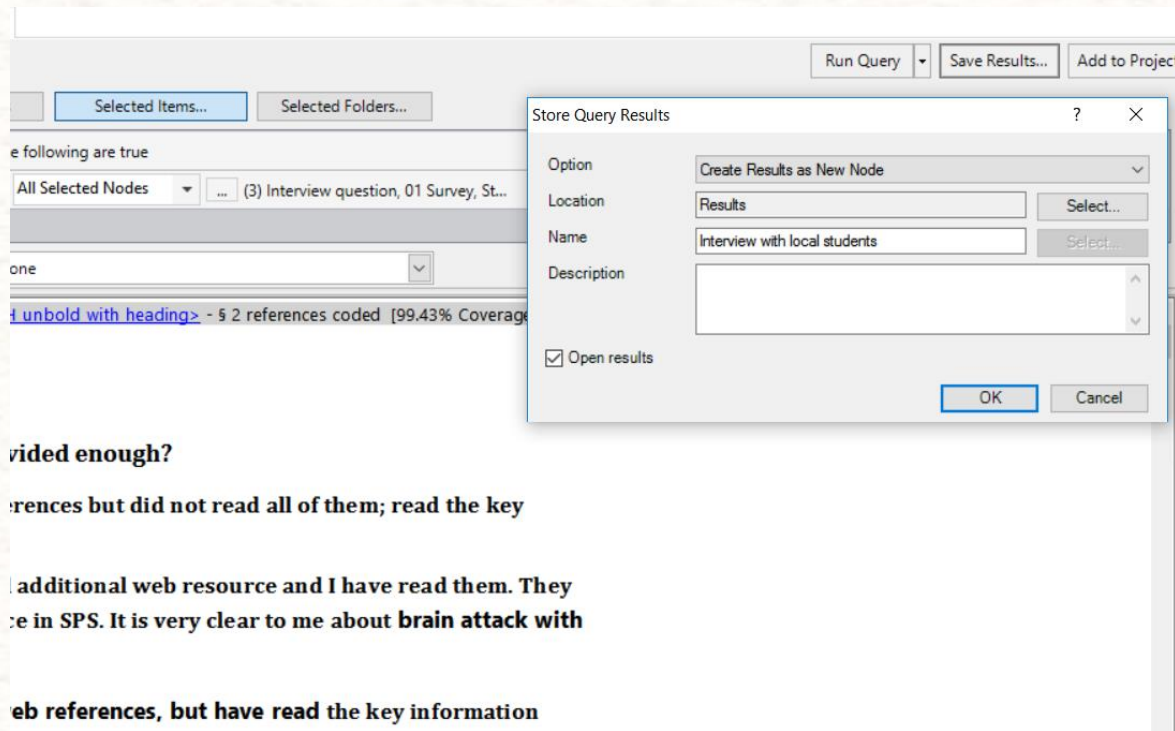 Run Query Save Results... Add to Projec
Selected Items... Selected Folders...
Store Query Results ? X
e following are true
All Selected Nodes ... (3) Interview question, 01 Survey, St...
Option Create Results as New Node
Location Results Select...
Name Interview with local students Select...
Description
one
H unbold with heading> - § 2 references coded [99.43% Coverage
Open results
OK Cancel
vided enough?
erences but did not read all of them; read the key
additional web resource and I have read them. They
ce in SPS. It is very clear to me about brain attack with
eb references, but have read the key information